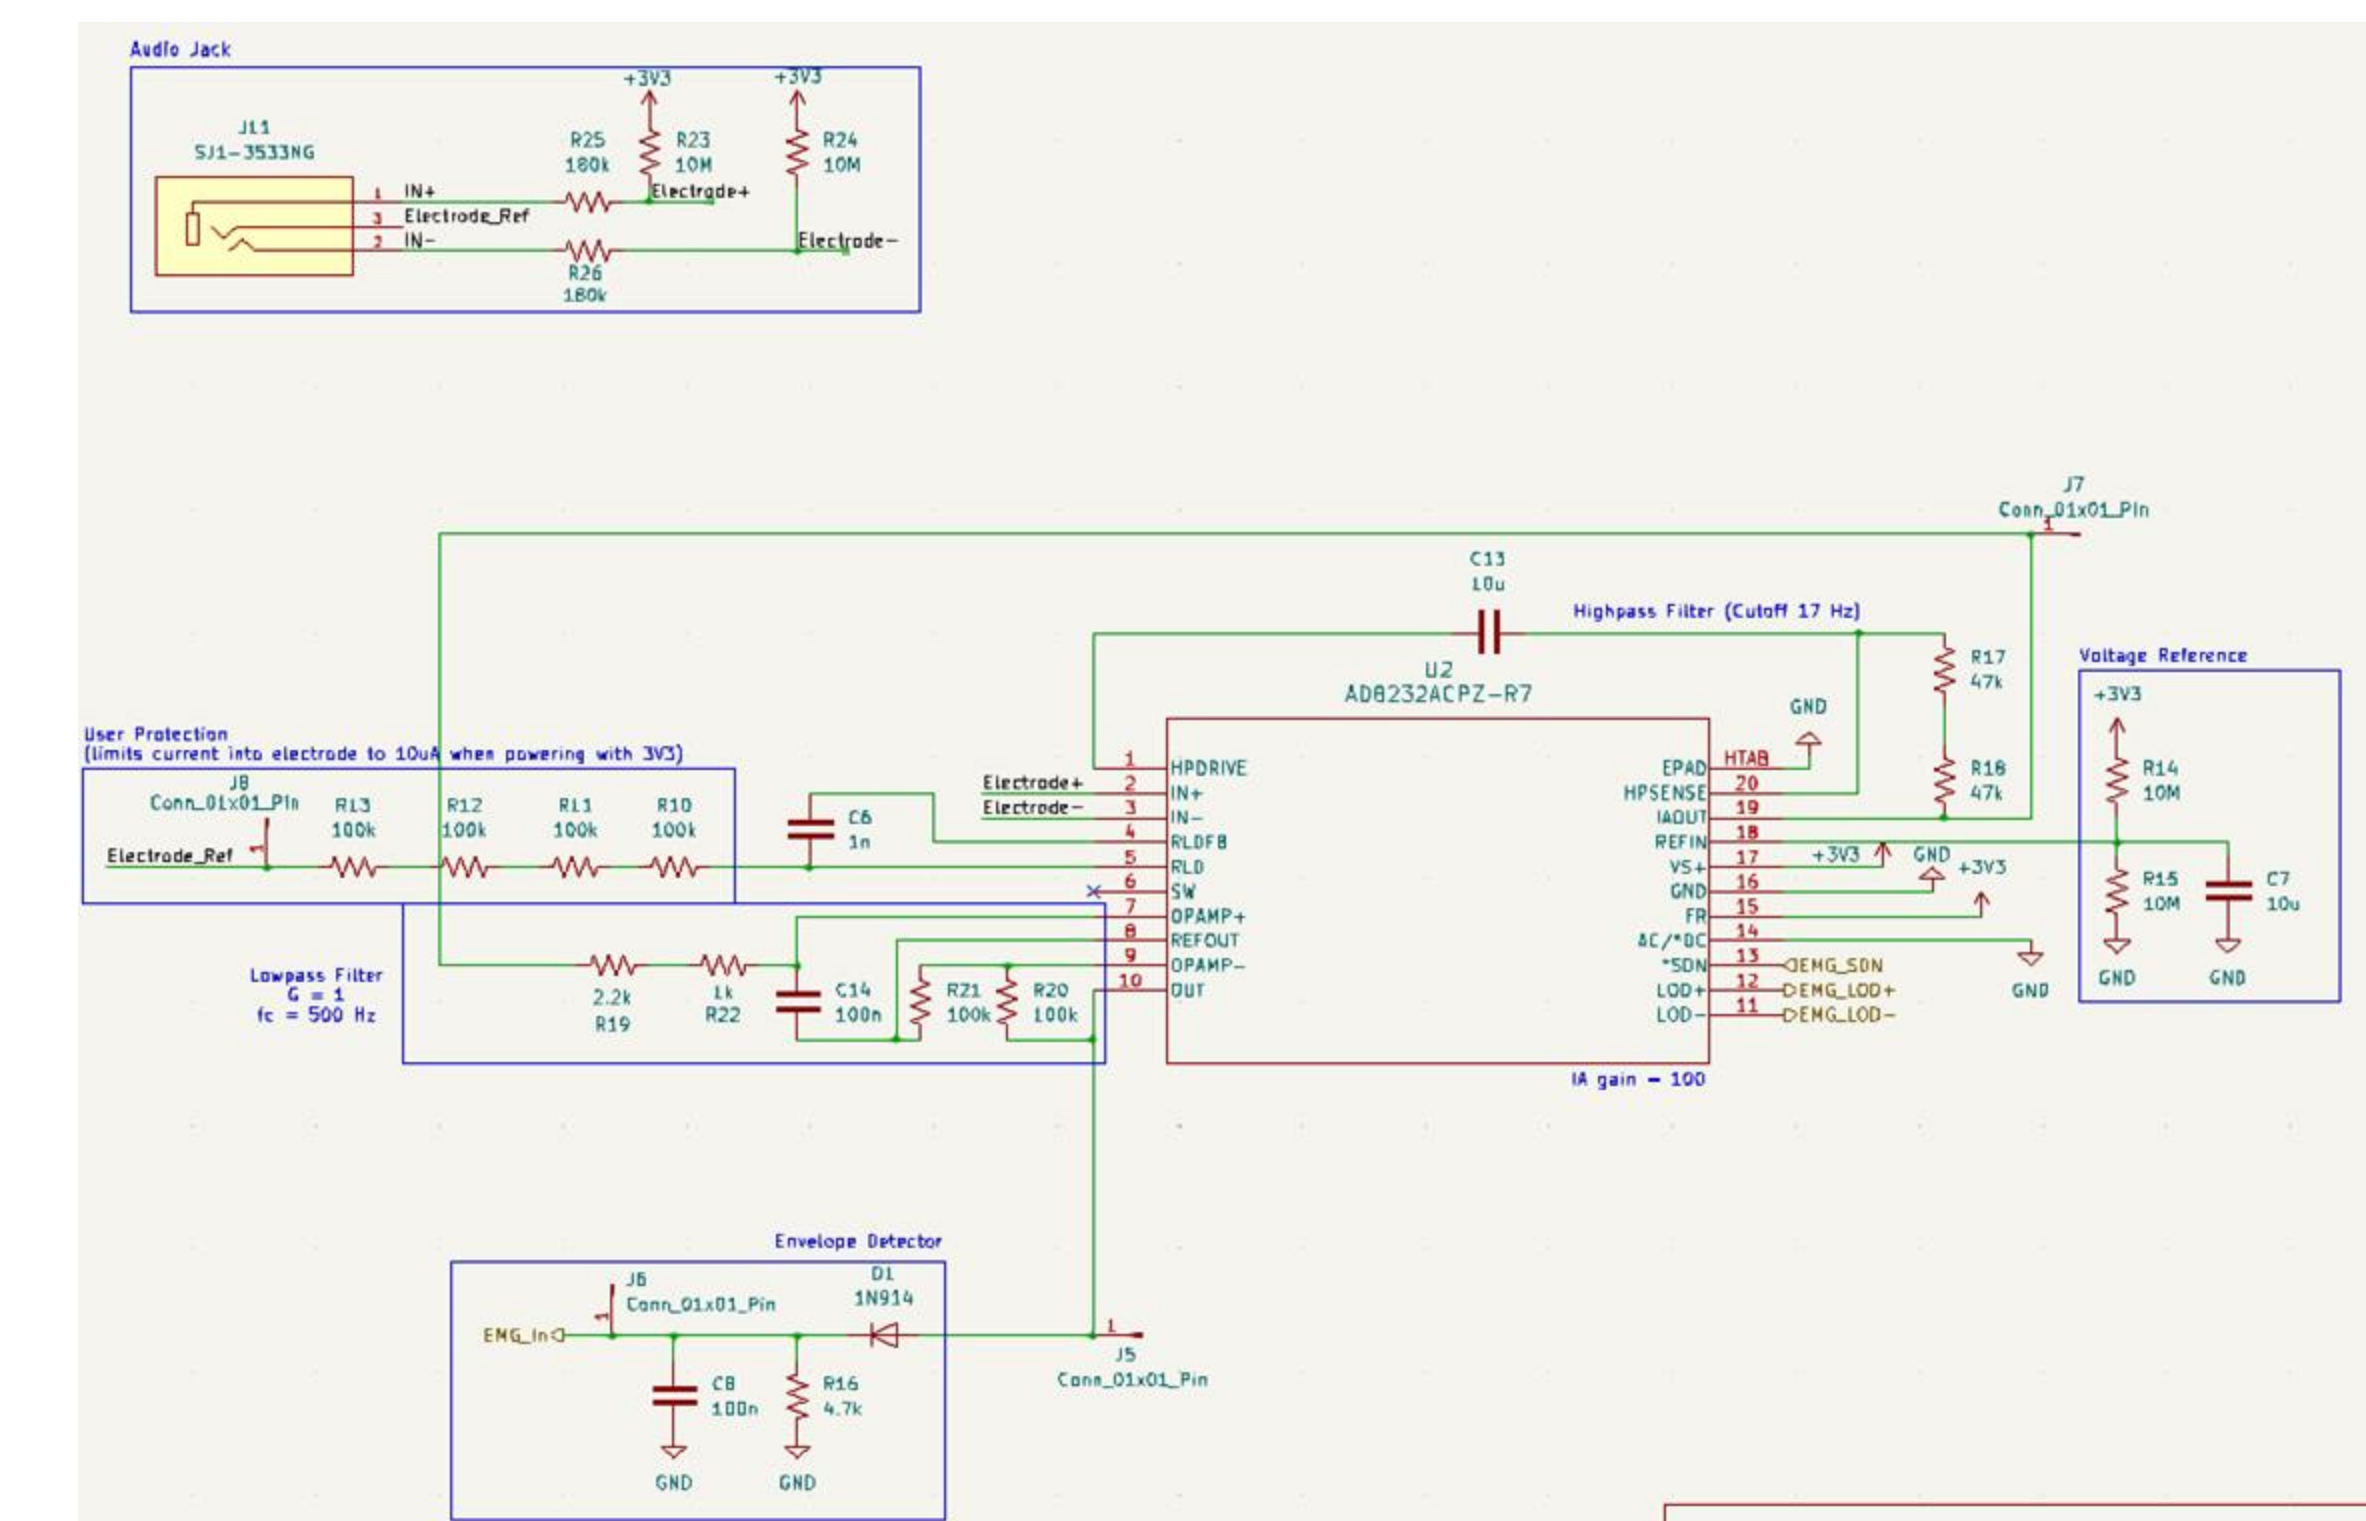 Audio Jack
+3V3
+3V3
J11
SJ1-3533NG
R25
180k
R23
10M
R24
10M
1
IN+
Electrode+
3
Electrode_Ref
2
IN-
Electrode-
R26
180k
J7
Conn_01x01_Pin
1
C13
10u
Highpass Filter (Cutoff 17 Hz)
R17
47k
U2
AD8232ACPZ-R7
Voltage Reference
+3V3
GND
User Protection
(limits current into electrode to 10uA when powering with 3V3)
J8
Conn_01x01_Pin
R13
100k
R12
100k
R11
100k
R10
100k
C6
1n
Electrode_Ref
1
Electrode+
Electrode-
1
HPDRIVE
2
IN+
3
IN-
4
RLDFB
5
RLD
6
SW
7
OPAMP+
8
REFOUT
9
OPAMP-
10
OUT
EPAD
HTAB
HPSENSE
20
IAOUT
19
REFIN
18
VS+
17
GND
16
FR
15
AC/*DC
14
*SDN
13
LOD+
12
LOD-
11
R18
47k
+3V3
GND
+3V3
GND
EMG_SDN
EMG_LOD+
EMG_LOD-
R14
10M
R15
10M
C7
10u
GND
GND
Lowpass Filter
G = 1
fc = 500 Hz
2.2k
R19
1k
R22
C14
100n
R21
100k
R20
100k
IA gain = 100
Envelope Detector
J6
Conn_01x01_Pin
1
D1
1N914
EMG_In
1
J5
Conn_01x01_Pin
C8
100n
R16
4.7k
GND
GND